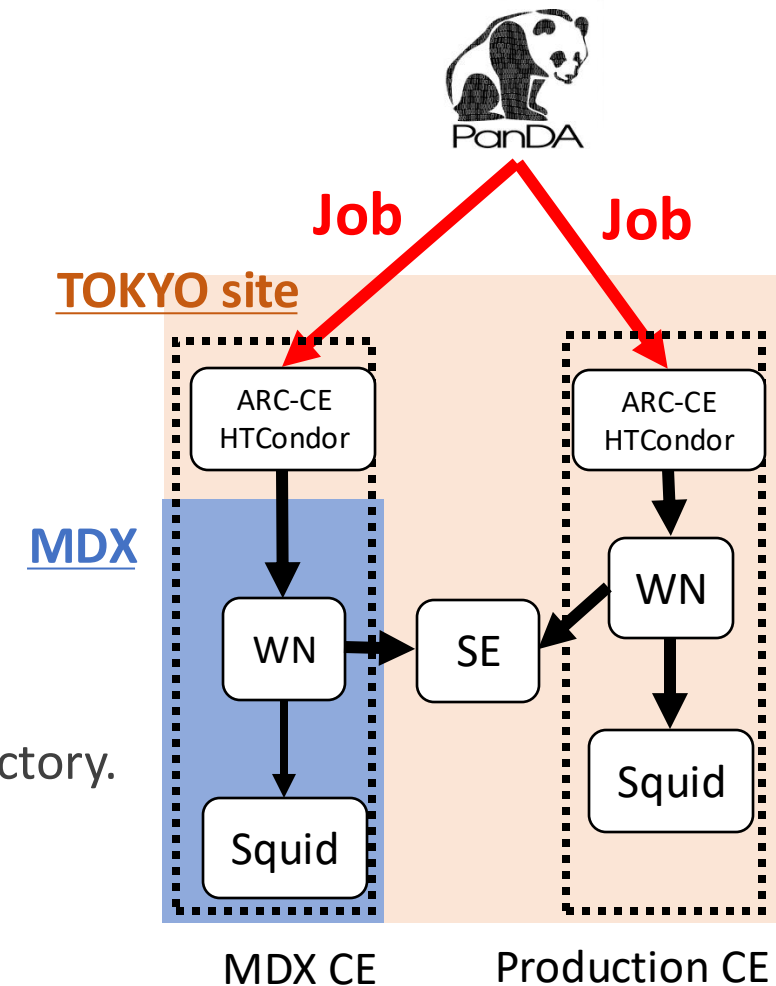 PanDA
Job
Job
TOKYO site
ARC-CE
HTCondor
ARC-CE
HTCondor
MDX
WN
WN
SE
ctory.
Squid
Squid
MDX CE
Production CE